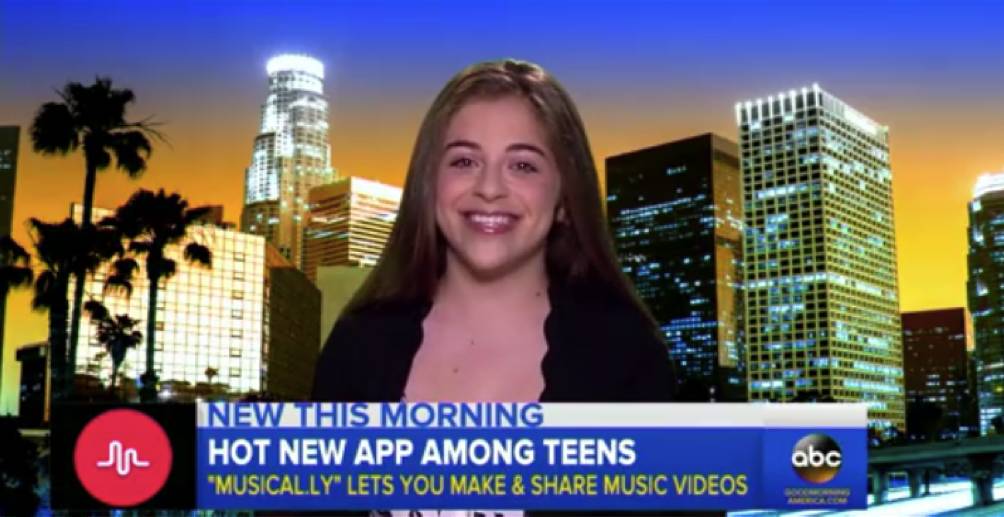 NEW THIS MORNING
HOT NEW APP AMONG TEENS
"MUSICAL.LY" LETS YOU MAKE & SHARE MUSIC VIDEOS
abc
GOODMORNING
AMERICA.COM